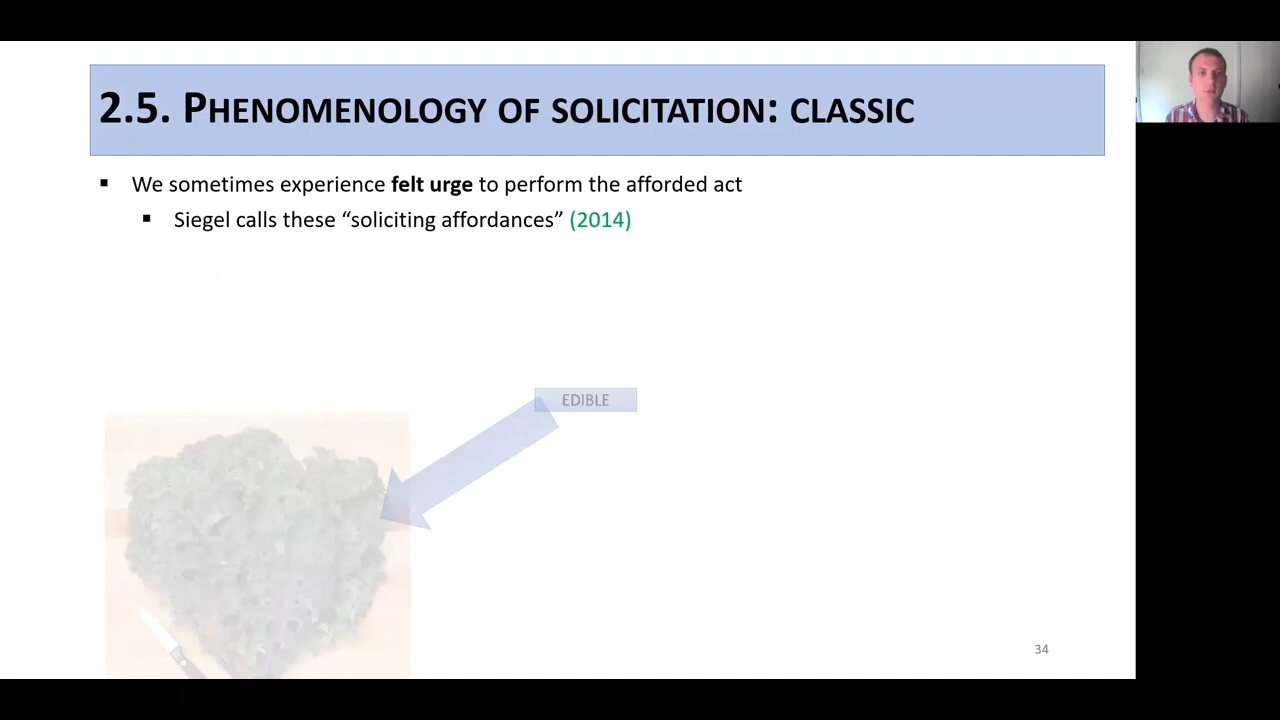 2.5. PHENOMENOLOGY OF SOLICITATION: CLASSIC
▪ We sometimes experience felt urge to perform the afforded act
▪ Siegel calls these “soliciting affordances” (2014)
EDIBLE
34